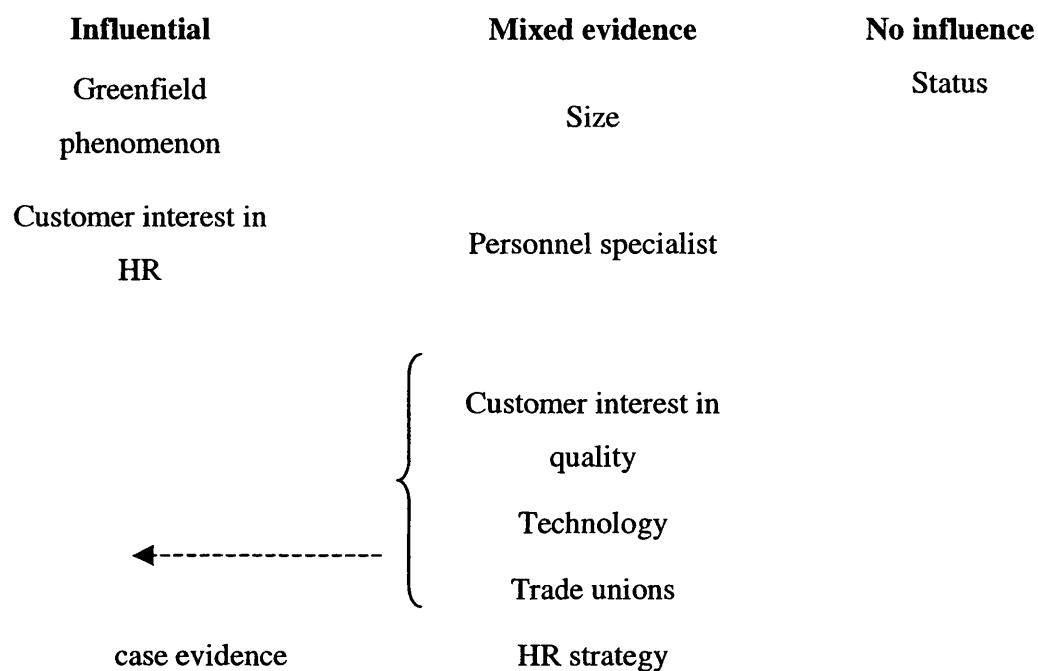 Influential Mixed evidence No influence
Greenfield Status
Size
phenomenon
Customer interest in
Personnel specialist
HR
Customer interest in
quality
Technology
Trade unions
case evidence HR strategy